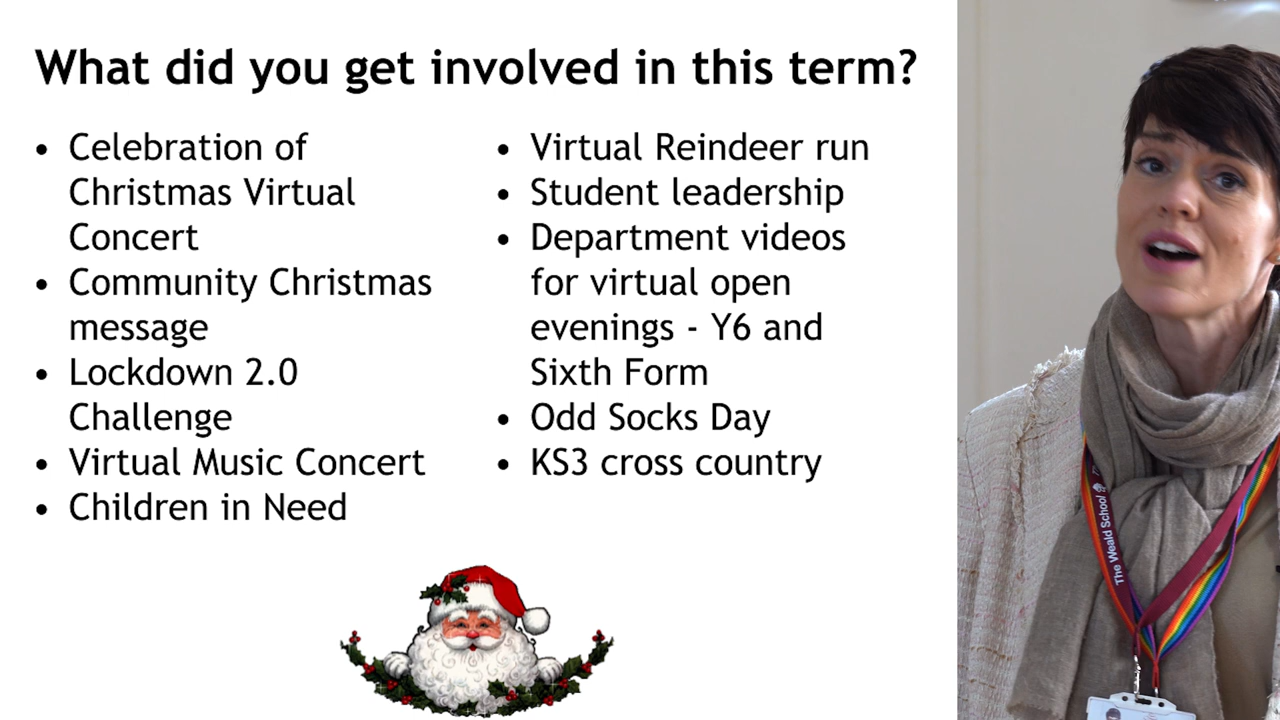 What did you get involved in this term?
• Celebration of
Christmas Virtual
Concert
• Community Christmas
message
• Lockdown 2.0
Challenge
• Virtual Music Concert
• Children in Need
• Virtual Reindeer run
• Student leadership
• Department videos
for virtual open
evenings - Y6 and
Sixth Form
• Odd Socks Day
• KS3 cross country
The Weald School